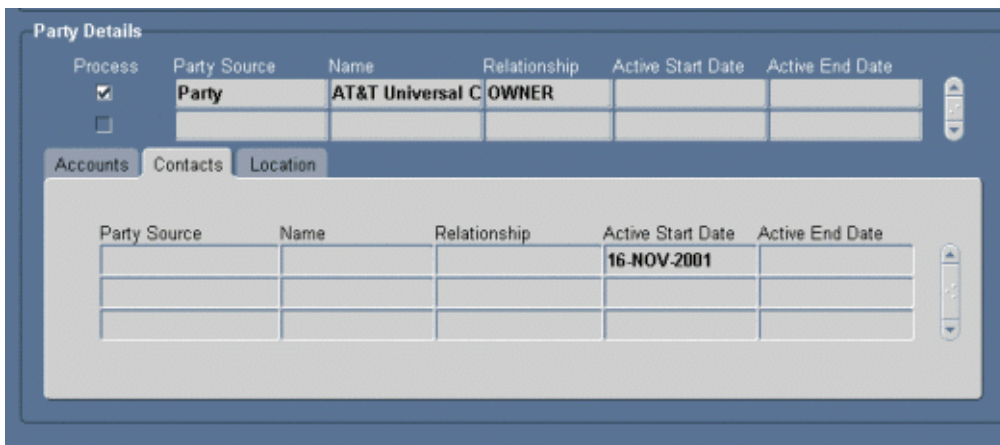 Party Details
Process Party Source Name Relationship Active Start Date Active End Date
Party AT&T Universal C OWNER
Accounts Contacts Location
Party Source Name Relationship Active Start Date Active End Date
16-NOV-2001